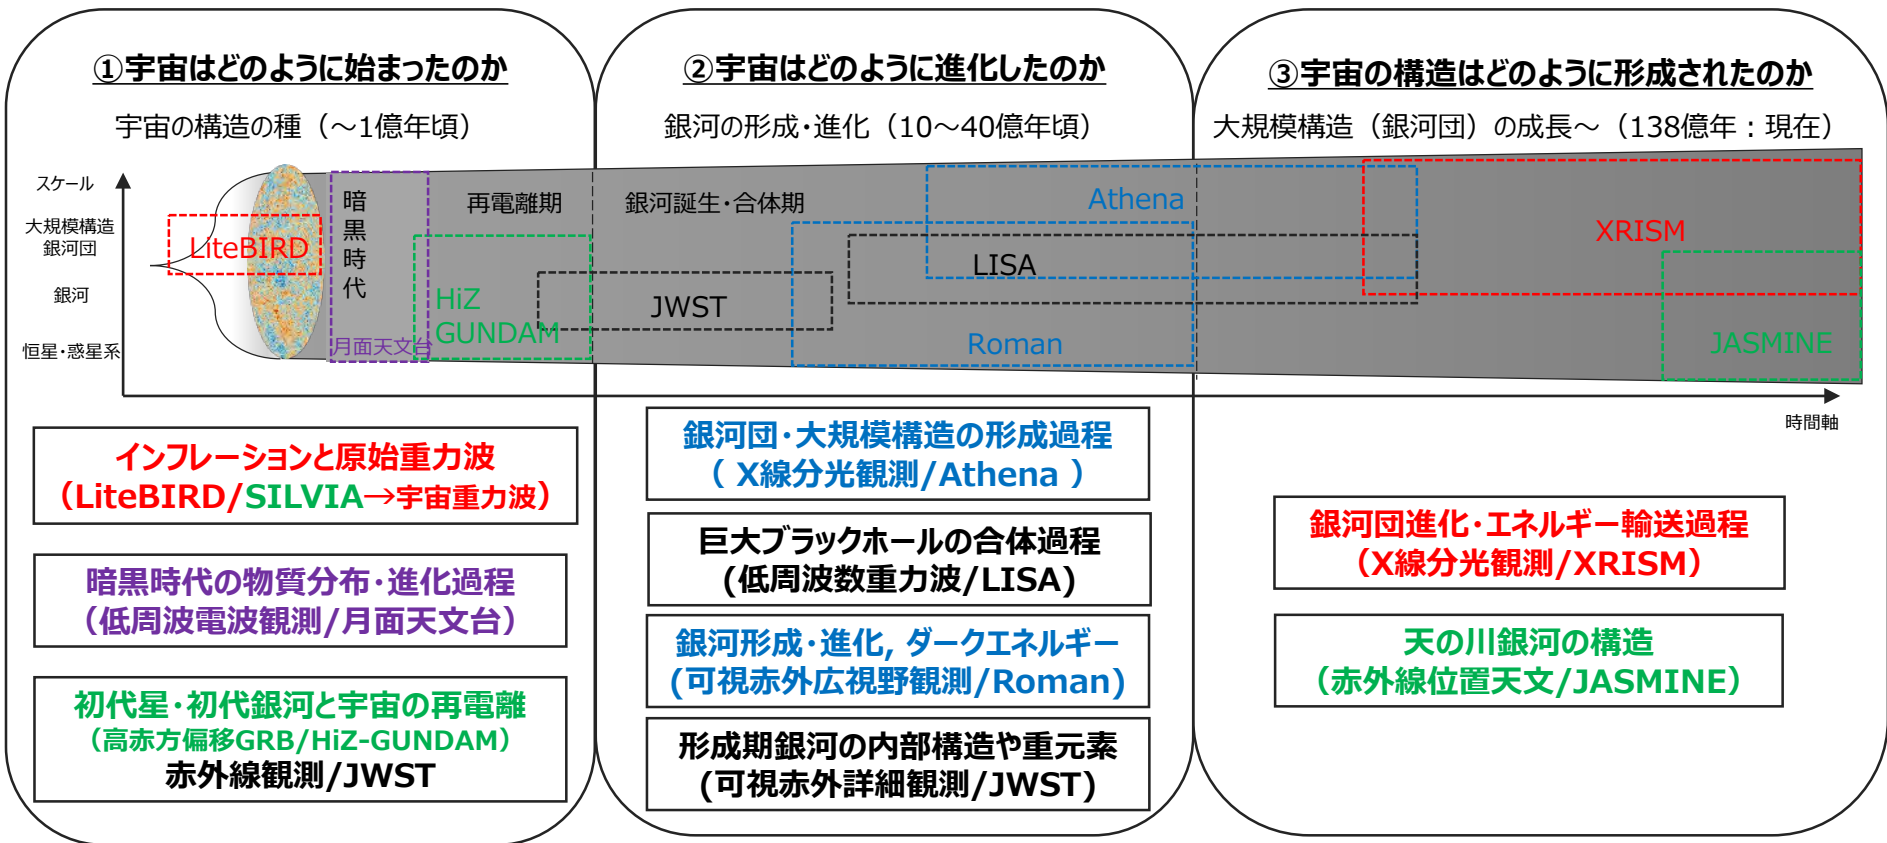 ①宇宙はどのように始まったのか
宇宙の構造の種（～1億年頃）
②宇宙はどのように進化したのか
銀河の形成・進化（10～40億年頃）
③宇宙の構造はどのように形成されたのか
大規模構造（銀河団）の成長～（138億年：現在）
スケール
大規模構造
銀河団
銀河
恒星・惑星系
LiteBIRD
暗黒時代
月面天文台
再電離期
HiZ
GUNDAM
銀河誕生・合体期
JWST
Athena
LISA
Roman
XRISM
JASMINE
時間軸
インフレーションと原始重力波
（LiteBIRD/SILVIA→宇宙重力波）
暗黒時代の物質分布・進化過程
（低周波電波観測/月面天文台）
初代星・初代銀河と宇宙の再電離
（高赤方偏移GRB/HiZ-GUNDAM）
赤外線観測/JWST
銀河団・大規模構造の形成過程
（ X線分光観測/Athena ）
巨大ブラックホールの合体過程
(低周波数重力波/LISA)
銀河形成・進化, ダークエネルギー
(可視赤外広視野観測/Roman)
形成期銀河の内部構造や重元素
(可視赤外詳細観測/JWST)
銀河団進化・エネルギー輸送過程
（X線分光観測/XRISM）
天の川銀河の構造
（赤外線位置天文/JASMINE）